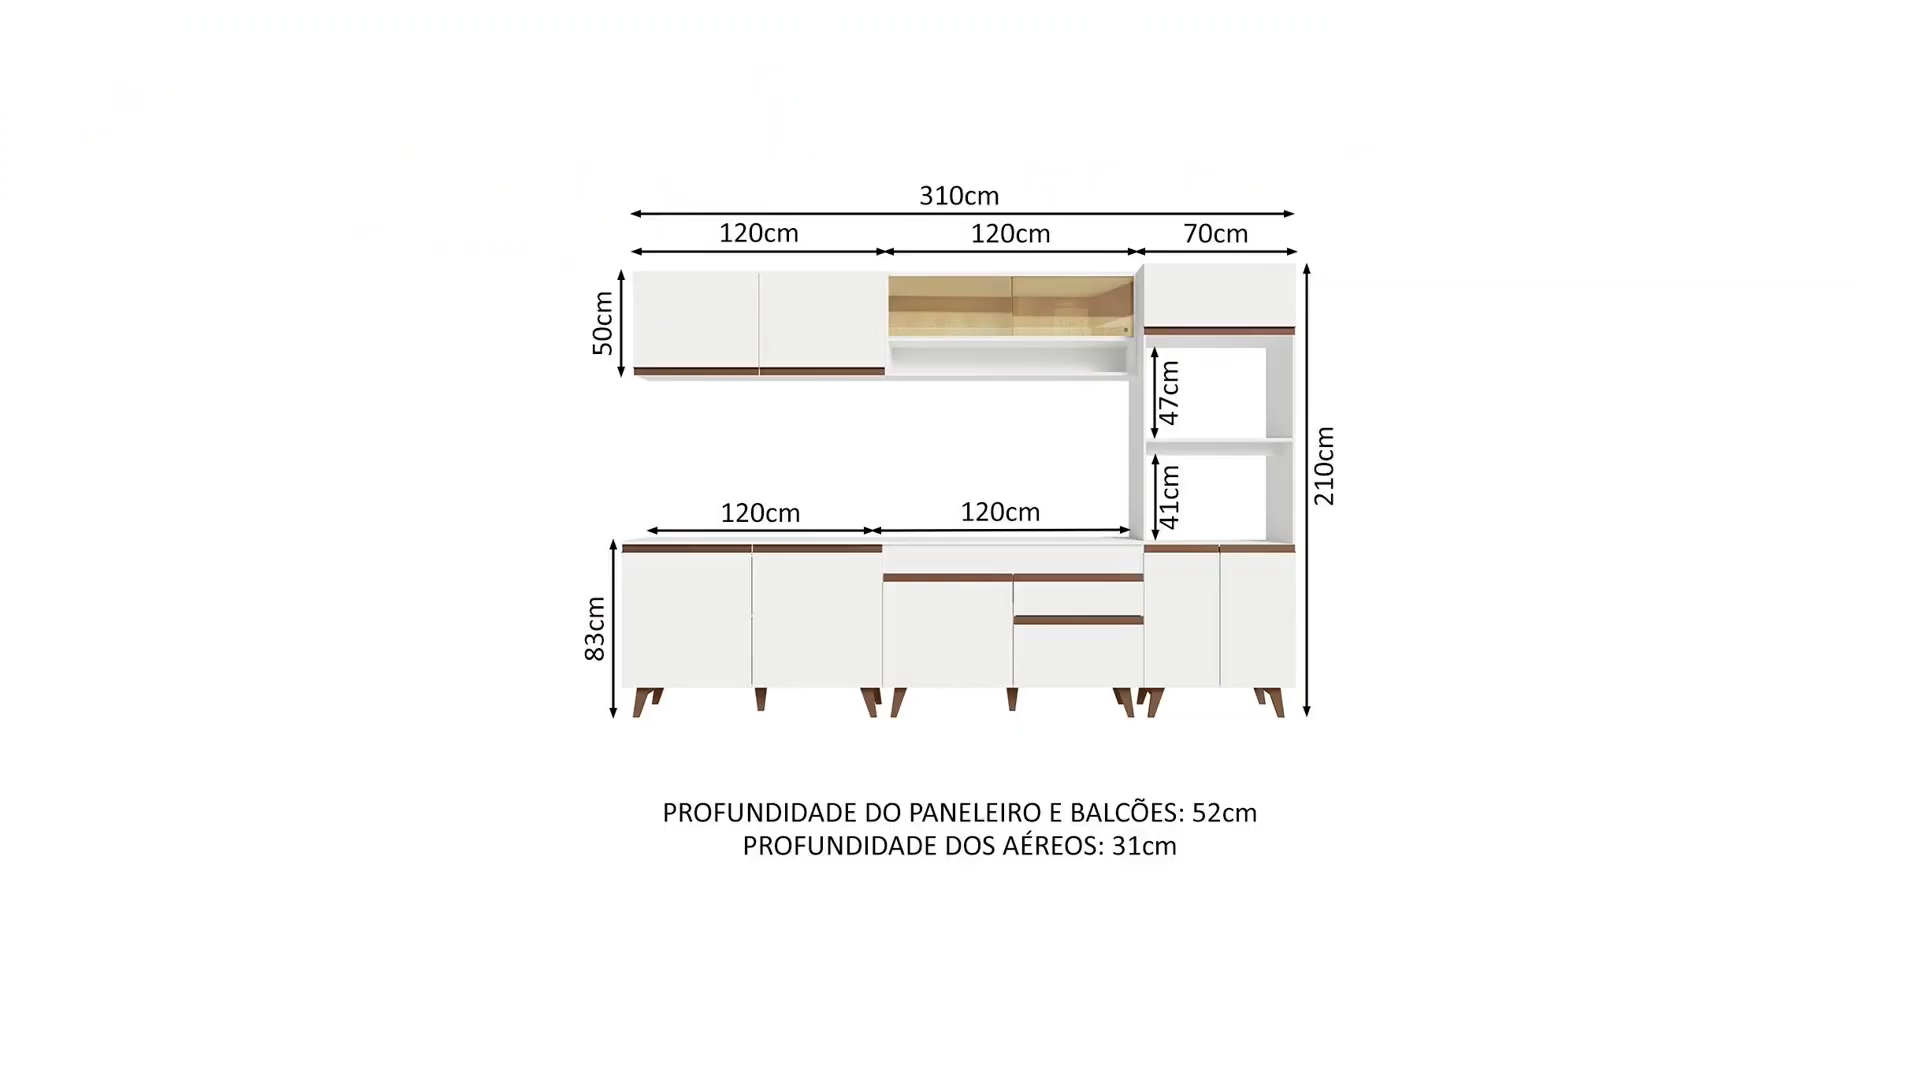 310cm
120cm
120cm
70cm
50cm
47cm
210cm
41cm
120cm
120cm
83cm
PROFUNDIDADE DO PANELEIRO E BALCÕES: 52cm
PROFUNDIDADE DOS AÉREOS: 31cm